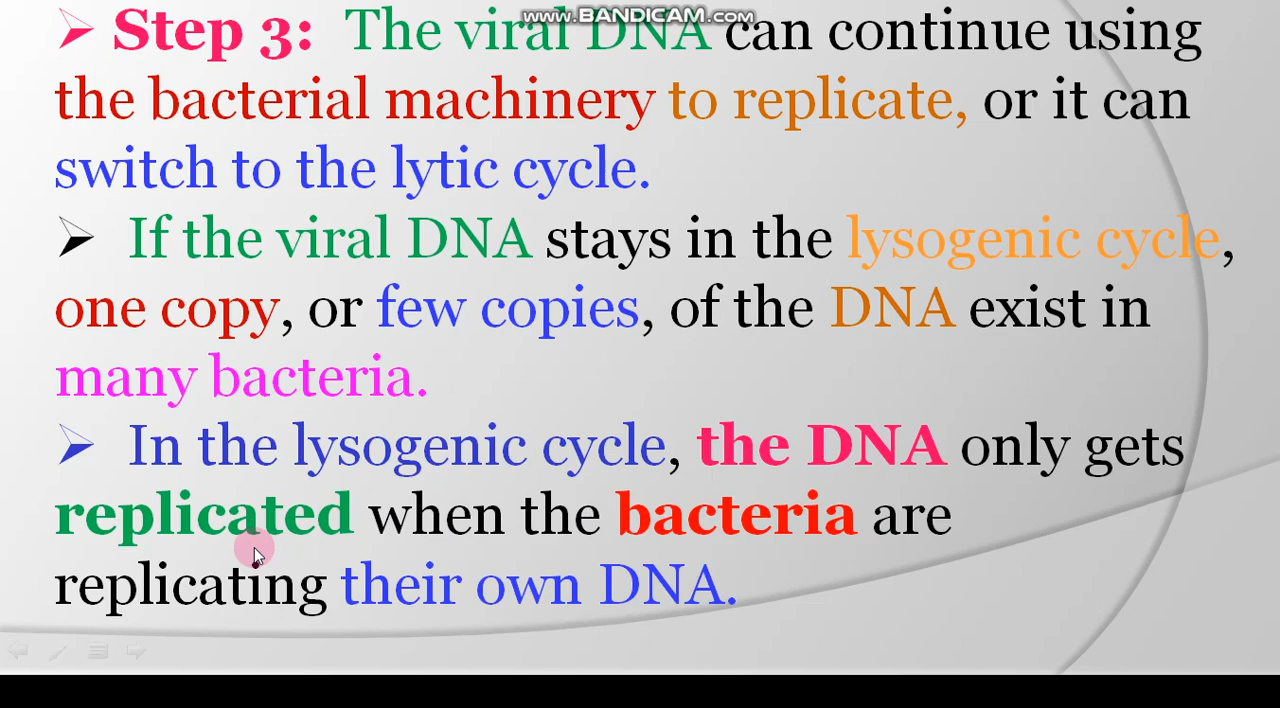 www.BANDICAM.com
➢ Step 3: The viral DNA can continue using
the bacterial machinery to replicate, or it can
switch to the lytic cycle.
➢ If the viral DNA stays in the lysogenic cycle,
one copy, or few copies, of the DNA exist in
many bacteria.
➢ In the lysogenic cycle, the DNA only gets
replicated when the bacteria are
replicating their own DNA.